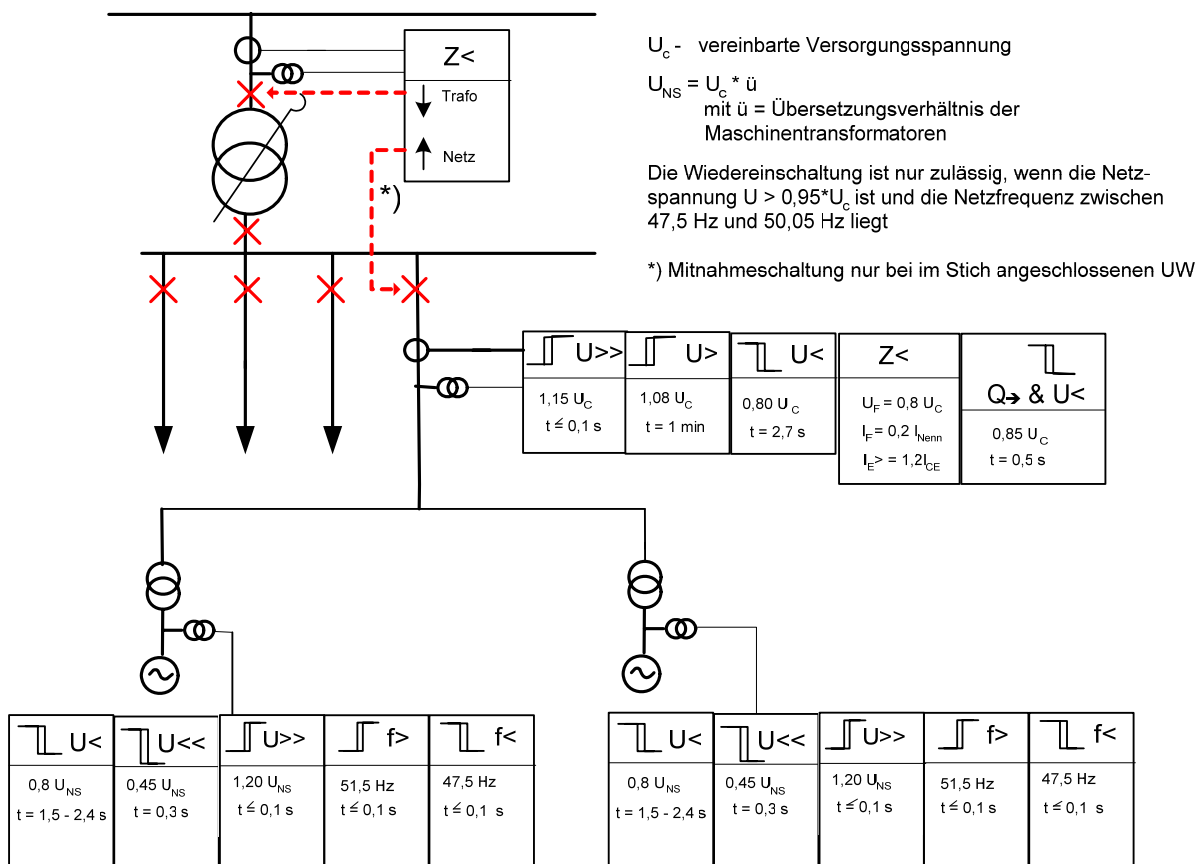 Z<
Trafo
Netz
*)
Uc - vereinbarte Versorgungsspannung
UNS = Uc * ü
mit ü = Übersetzungsverhältnis der
Maschinentransformatoren
Die Wiedereinschaltung ist nur zulässig, wenn die Netz-
spannung U > 0,95*Uc ist und die Netzfrequenz zwischen
47,5 Hz und 50,05 Hz liegt
*) Mitnahmeschaltung nur bei im Stich angeschlossenen UW
U>>
1,15 UC
t ≤ 0,1 s
U>
1,08 UC
t = 1 min
U<
0,80 UC
t = 2,7 s
Z<
UF = 0,8 UC
IF = 0,2 INenn
IE> = 1,2ICE
Q→ & U<
0,85 UC
t = 0,5 s
U<
0,8 UNS
t = 1,5 - 2,4 s
U<<
0,45 UNS
t = 0,3 s
U>>
1,20 UNS
t ≤ 0,1 s
f>
51,5 Hz
t ≤ 0,1 s
f<
47,5 Hz
t ≤ 0,1 s
U<
0,8 UNS
t = 1,5 - 2,4 s
U<<
0,45 UNS
t = 0,3 s
U>>
1,20 UNS
t ≤ 0,1 s
f>
51,5 Hz
t ≤ 0,1 s
f<
47,5 Hz
t ≤ 0,1 s